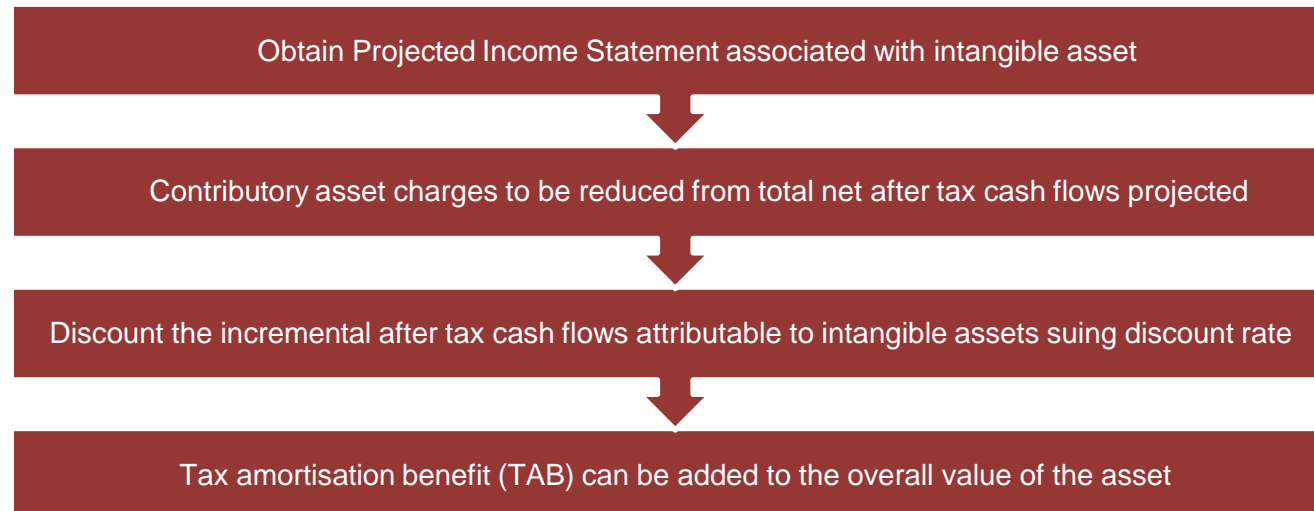 Obtain Projected Income Statement associated with intangible asset
Contributory asset charges to be reduced from total net after tax cash flows projected
Discount the incremental after tax cash flows attributable to intangible assets suing discount rate
Tax amortisation benefit (TAB) can be added to the overall value of the asset